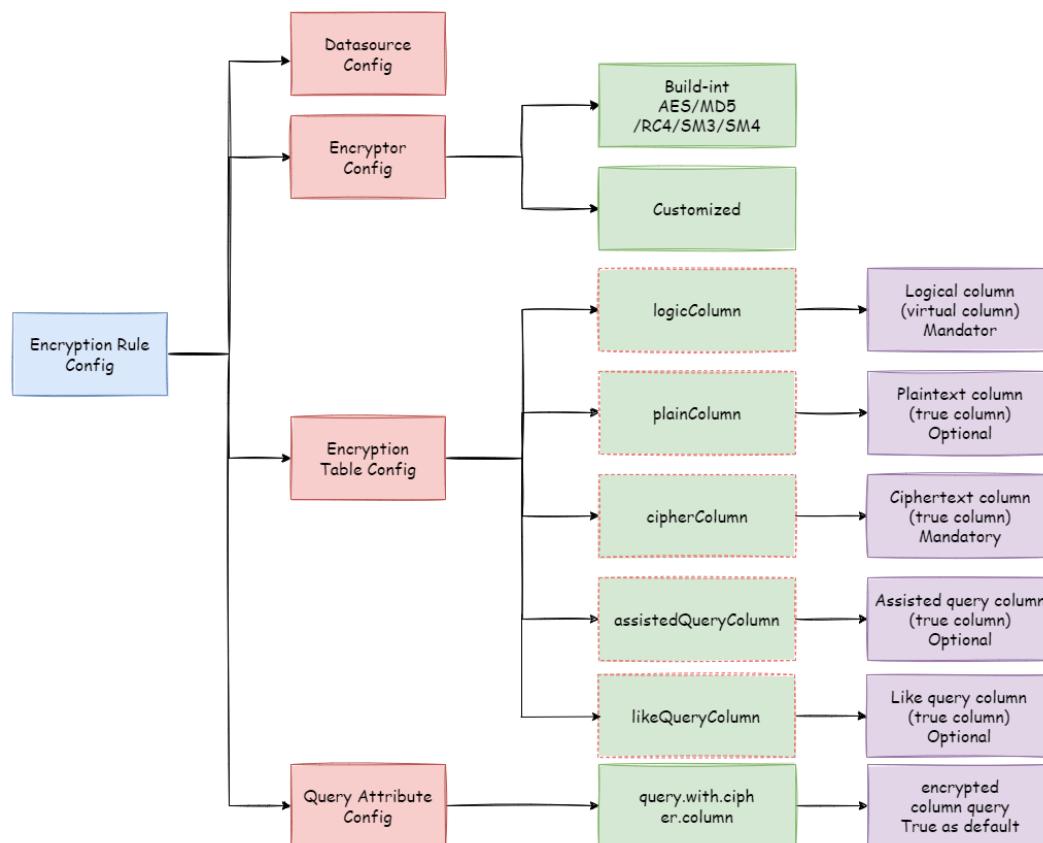 Datasource
Config
Build-int
AES/MD5
/RC4/SM3/SM4
Encryptor
Config
Customized
logicColumn
Logical column
(virtual column)
Mandator
Encryption Rule
Config
plainColumn
Plaintext column
(true column)
Optional
Encryption
Table Config
cipherColumn
Ciphertext column
(true column)
Mandatory
assistedQueryColumn
Assisted query column
(true column)
Optional
likeQueryColumn
Like query column
(true column)
Optional
Query Attribute
Config
query.with.ciph
er.column
encrypted
column query
True as default